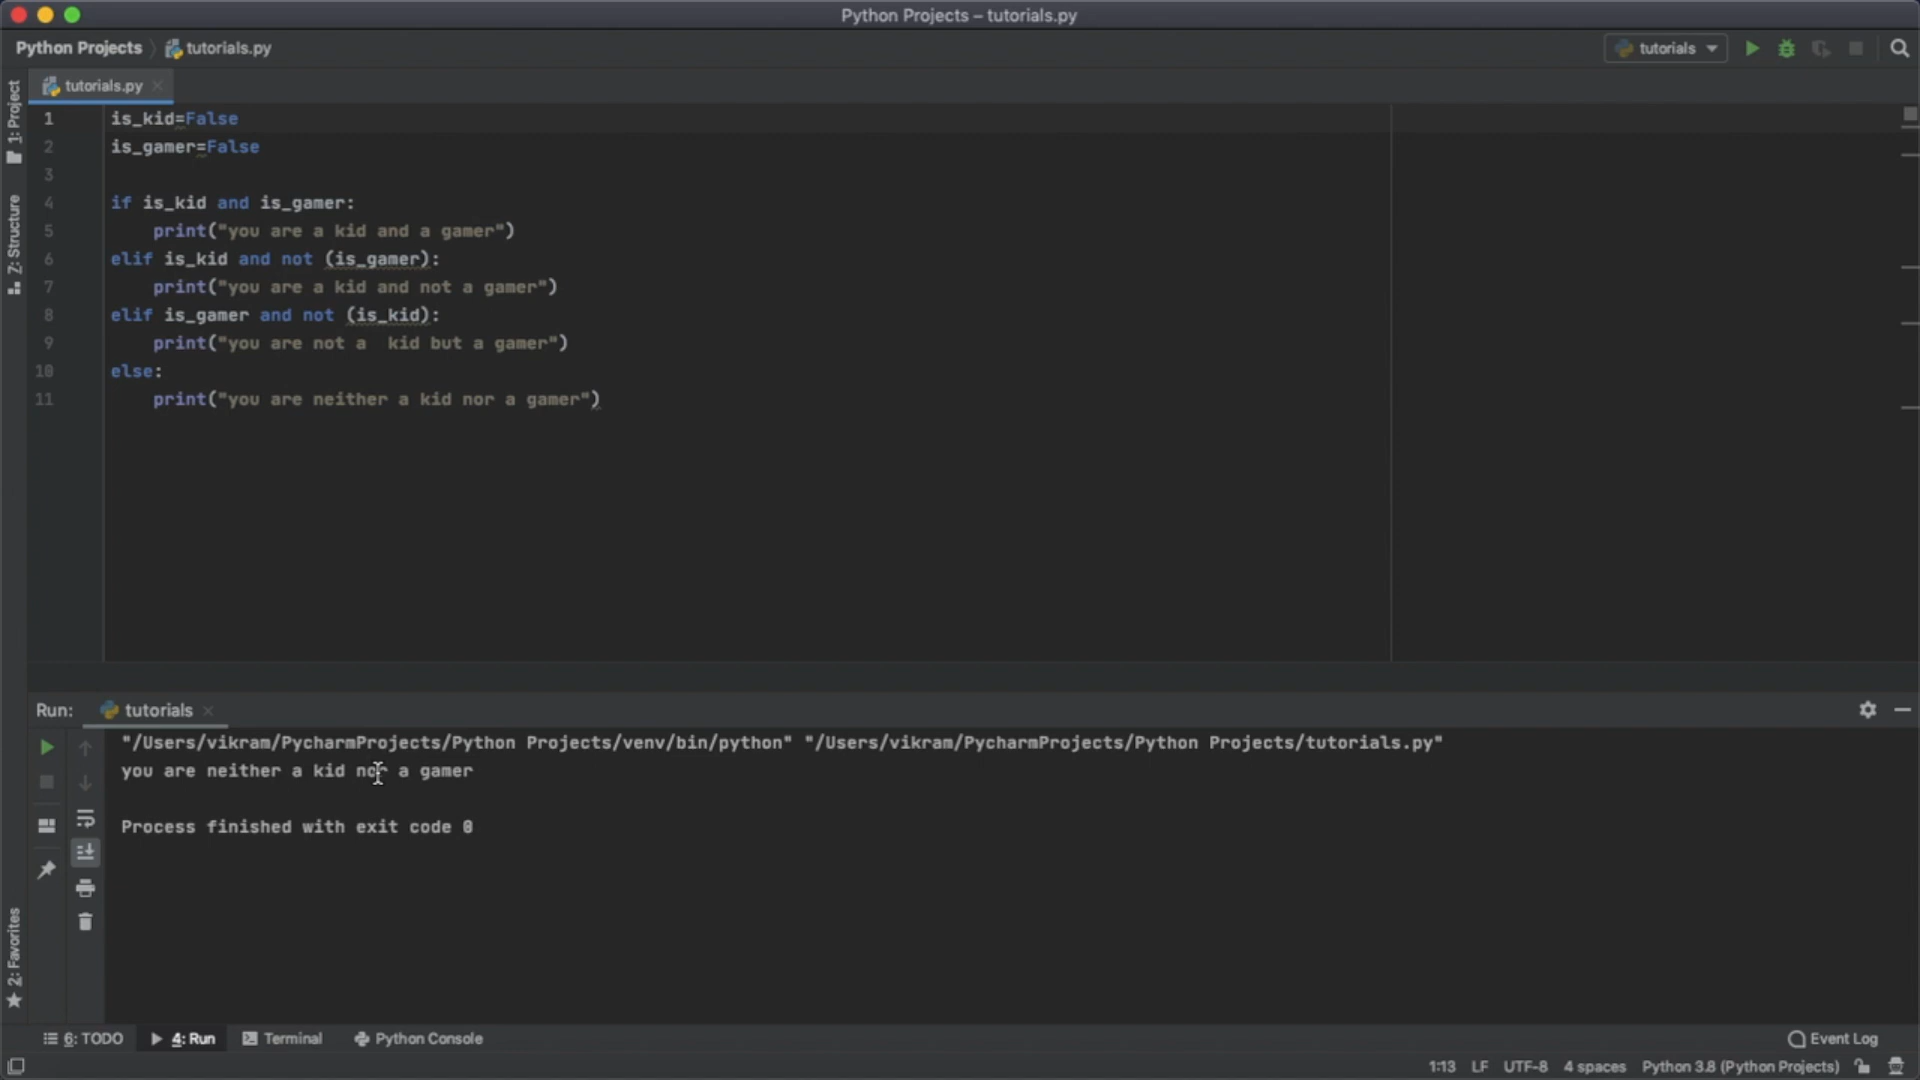 Python Projects – tutorials.py
Python Projects tutorials.py
tutorials
tutorials.py
1: Project
Z: Structure
1 is_kid=False
2 is_gamer=False
3
4 if is_kid and is_gamer:
5     print("you are a kid and a gamer")
6 elif is_kid and not (is_gamer):
7     print("you are a kid and not a gamer")
8 elif is_gamer and not (is_kid):
9     print("you are not a  kid but a gamer")
10 else:
11     print("you are neither a kid nor a gamer")
Run: tutorials
"/Users/vikram/PycharmProjects/Python Projects/venv/bin/python" "/Users/vikram/PycharmProjects/Python Projects/tutorials.py"
you are neither a kid nor a gamer
Process finished with exit code 0
2: Favorites
6: TODO 4: Run Terminal Python Console Event Log
1:13 LF UTF-8 4 spaces Python 3.8 (Python Projects)